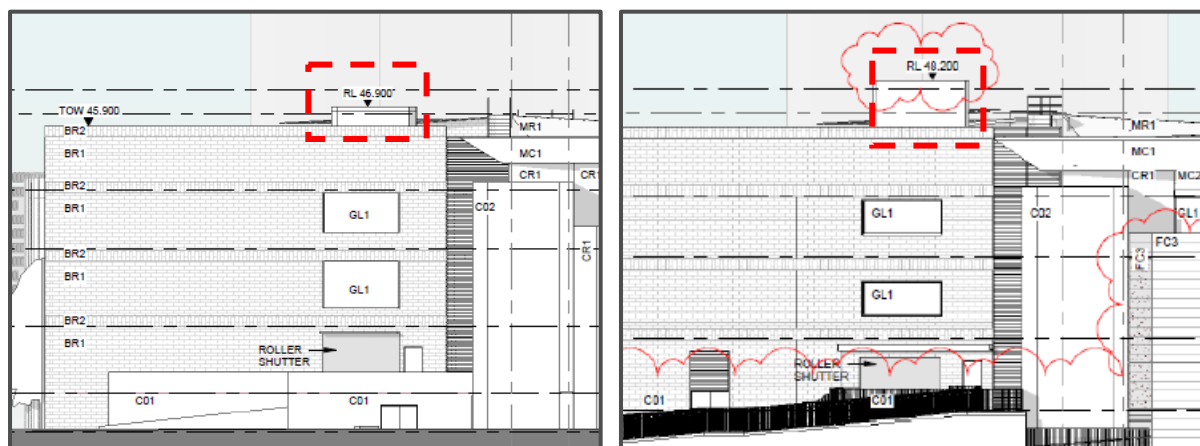 RL 46.900
TOW 45.900
BR2
MR1
BR1
MC1
CR1
CR1
BR2
BR1
GL1
C02
CR1
BR2
BR1
GL1
BR2
BR1
ROLLER
SHUTTER
C01
C01
RL 48.200
MR1
MC1
CR1
MC2
GL1
C02
GL1
FC3
FC3
GL1
ROLLER
SHUTTER
C01
C01